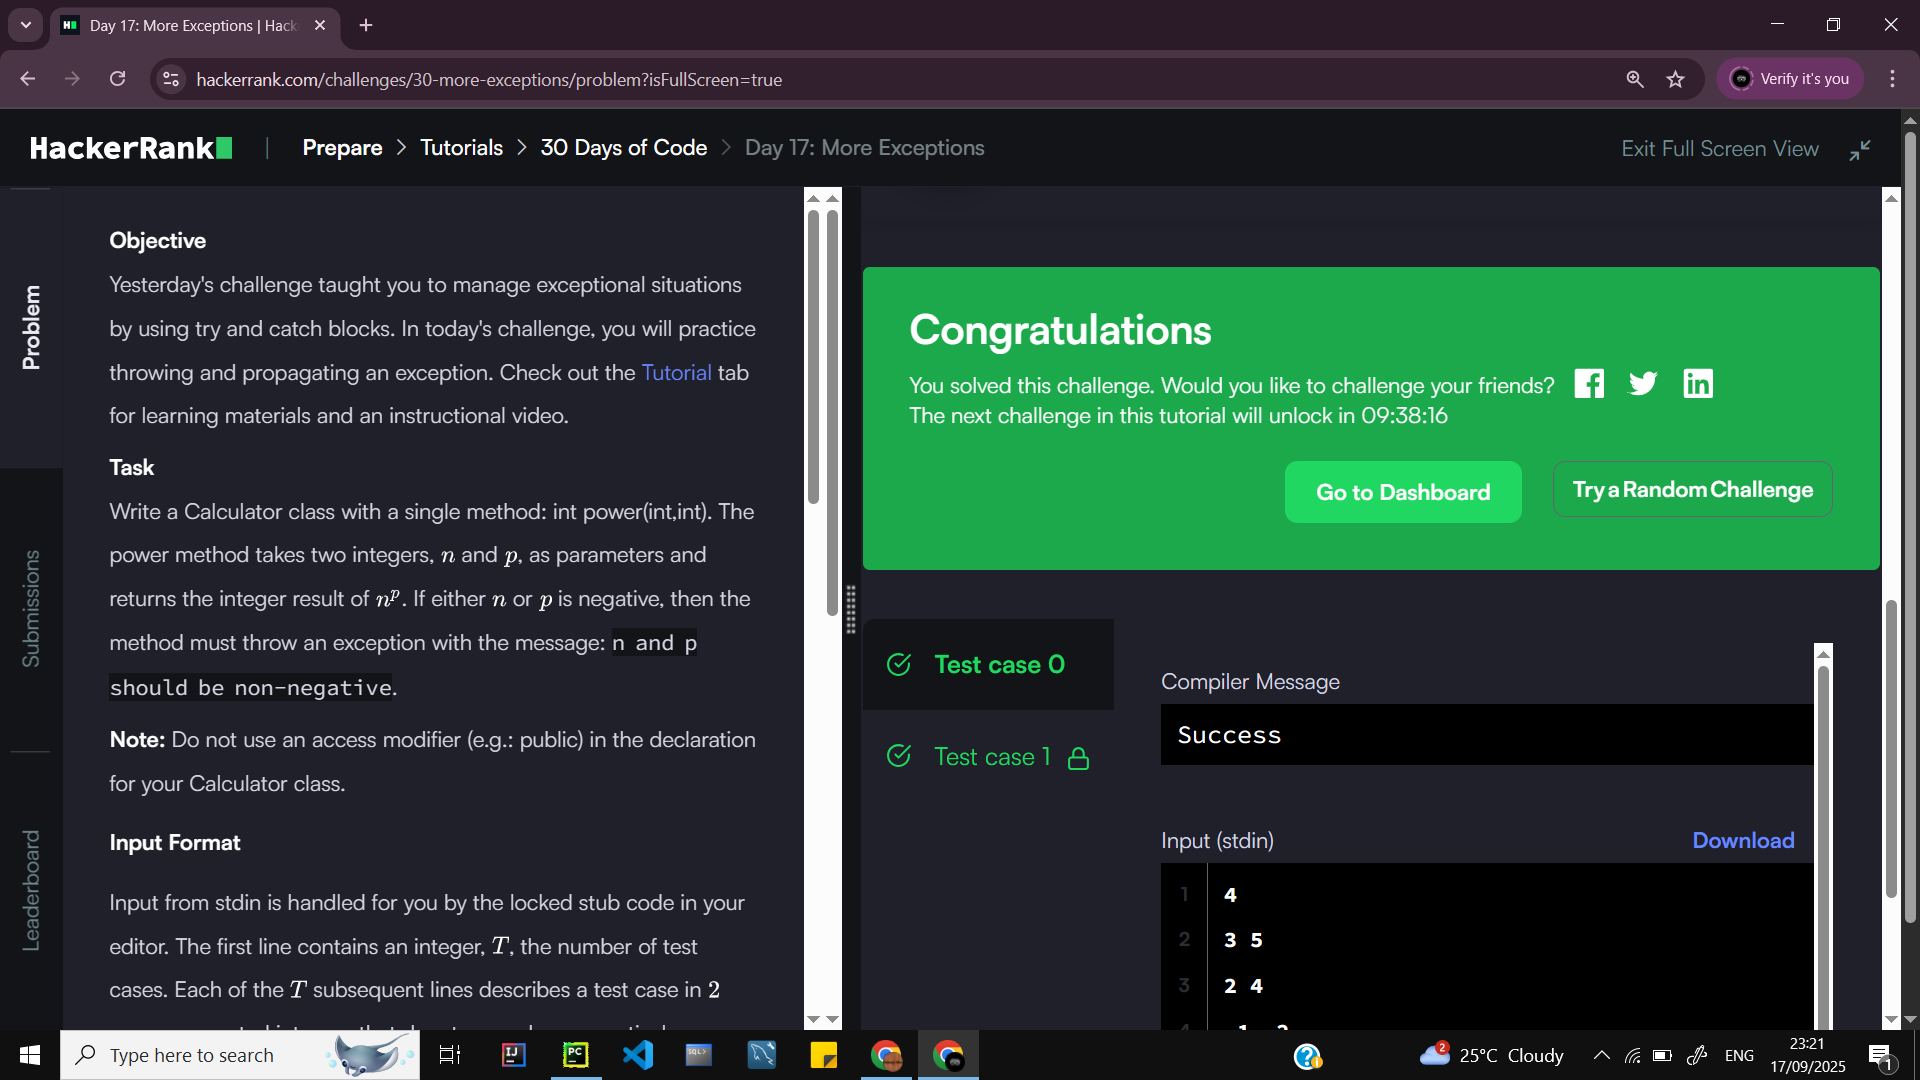 Day 17: More Exceptions | Hack
hackerrank.com/challenges/30-more-exceptions/problem?isFullScreen=true
Verify it's you
HackerRank
Prepare > Tutorials > 30 Days of Code > Day 17: More Exceptions
Exit Full Screen View
Problem
Submissions
Leaderboard
Objective
Yesterday's challenge taught you to manage exceptional situations
by using try and catch blocks. In today's challenge, you will practice
throwing and propagating an exception. Check out the Tutorial tab
for learning materials and an instructional video.
Task
Write a Calculator class with a single method: int power(int,int). The
power method takes two integers, n and p, as parameters and
returns the integer result of n^p. If either n or p is negative, then the
method must throw an exception with the message: n and p
should be non-negative.
Note: Do not use an access modifier (e.g.: public) in the declaration
for your Calculator class.
Input Format
Input from stdin is handled for you by the locked stub code in your
editor. The first line contains an integer, T, the number of test
cases. Each of the T subsequent lines describes a test case in 2
Congratulations
You solved this challenge. Would you like to challenge your friends?
The next challenge in this tutorial will unlock in 09:38:16
Go to Dashboard
Try a Random Challenge
Test case 0
Test case 1
Compiler Message
Success
Input (stdin)
Download
1 4
2 3 5
3 2 4
Type here to search
25°C Cloudy
ENG
23:21
17/09/2025